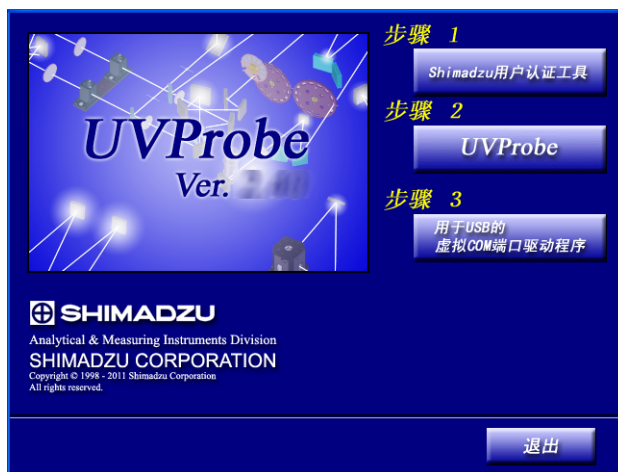 步骤 1
Shimadzu用户认证工具
步骤 2
UVProbe
步骤 3
用于USB的
虚拟COM端口驱动程序
UVProbe
Ver.
SHIMADZU
Analytical & Measuring Instruments Division
SHIMADZU CORPORATION
Copyright © 1998 - 2011 Shimadzu Corporation
All rights reserved.
退出